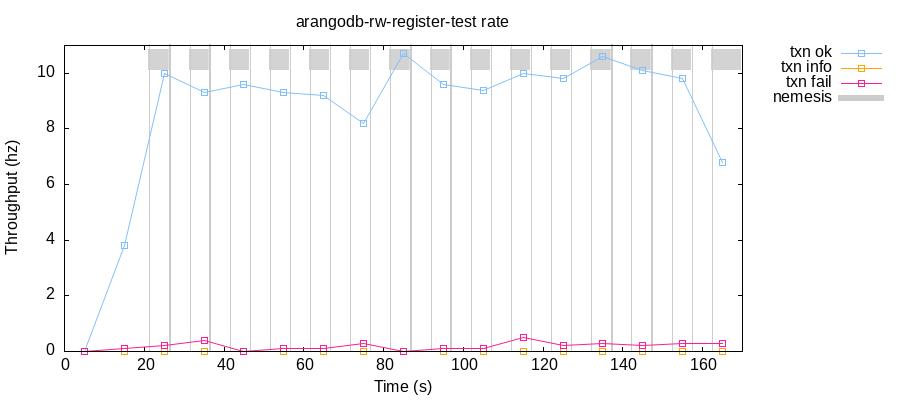 arangodb-rw-register-test rate
txn ok
txn info
txn fail
nemesis
Throughput (hz)
10
8
6
4
2
0
0 20 40 60 80 100 120 140 160
Time (s)